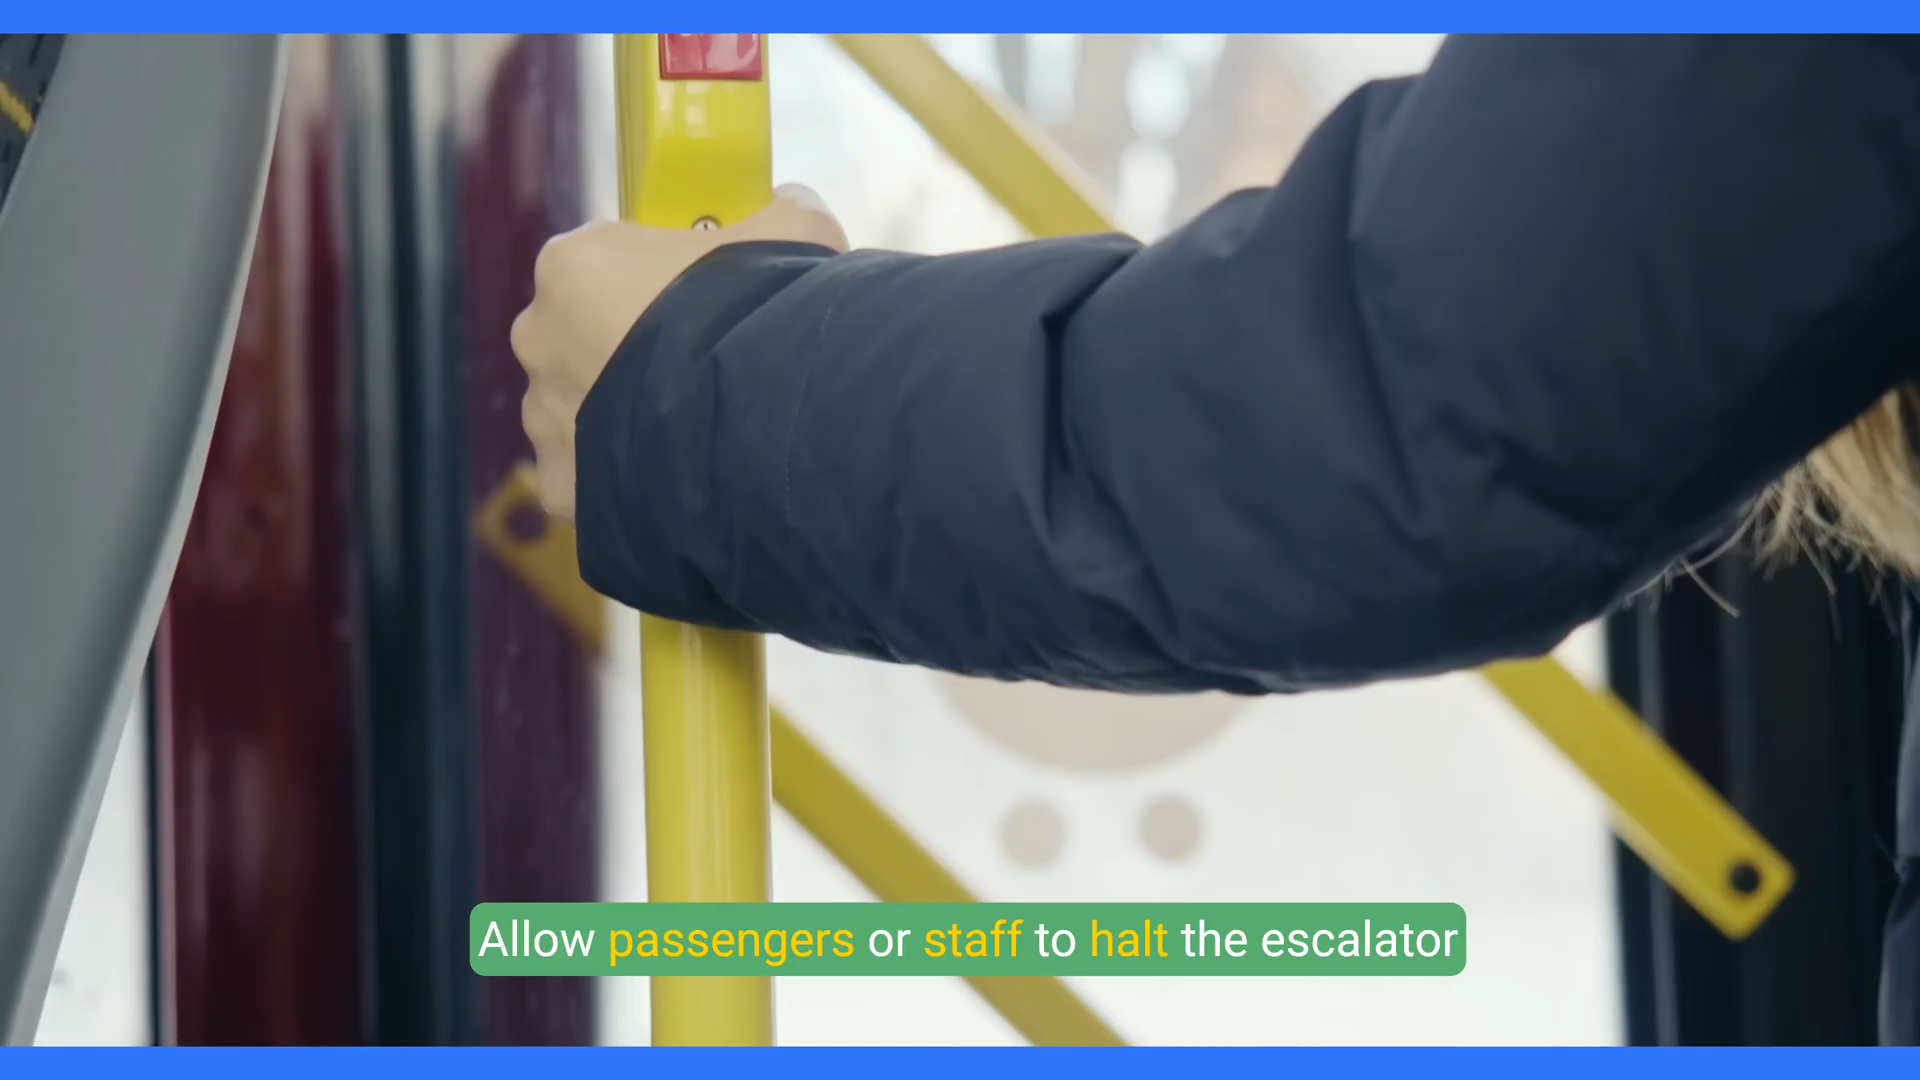 Allow passengers or staff to halt the escalator